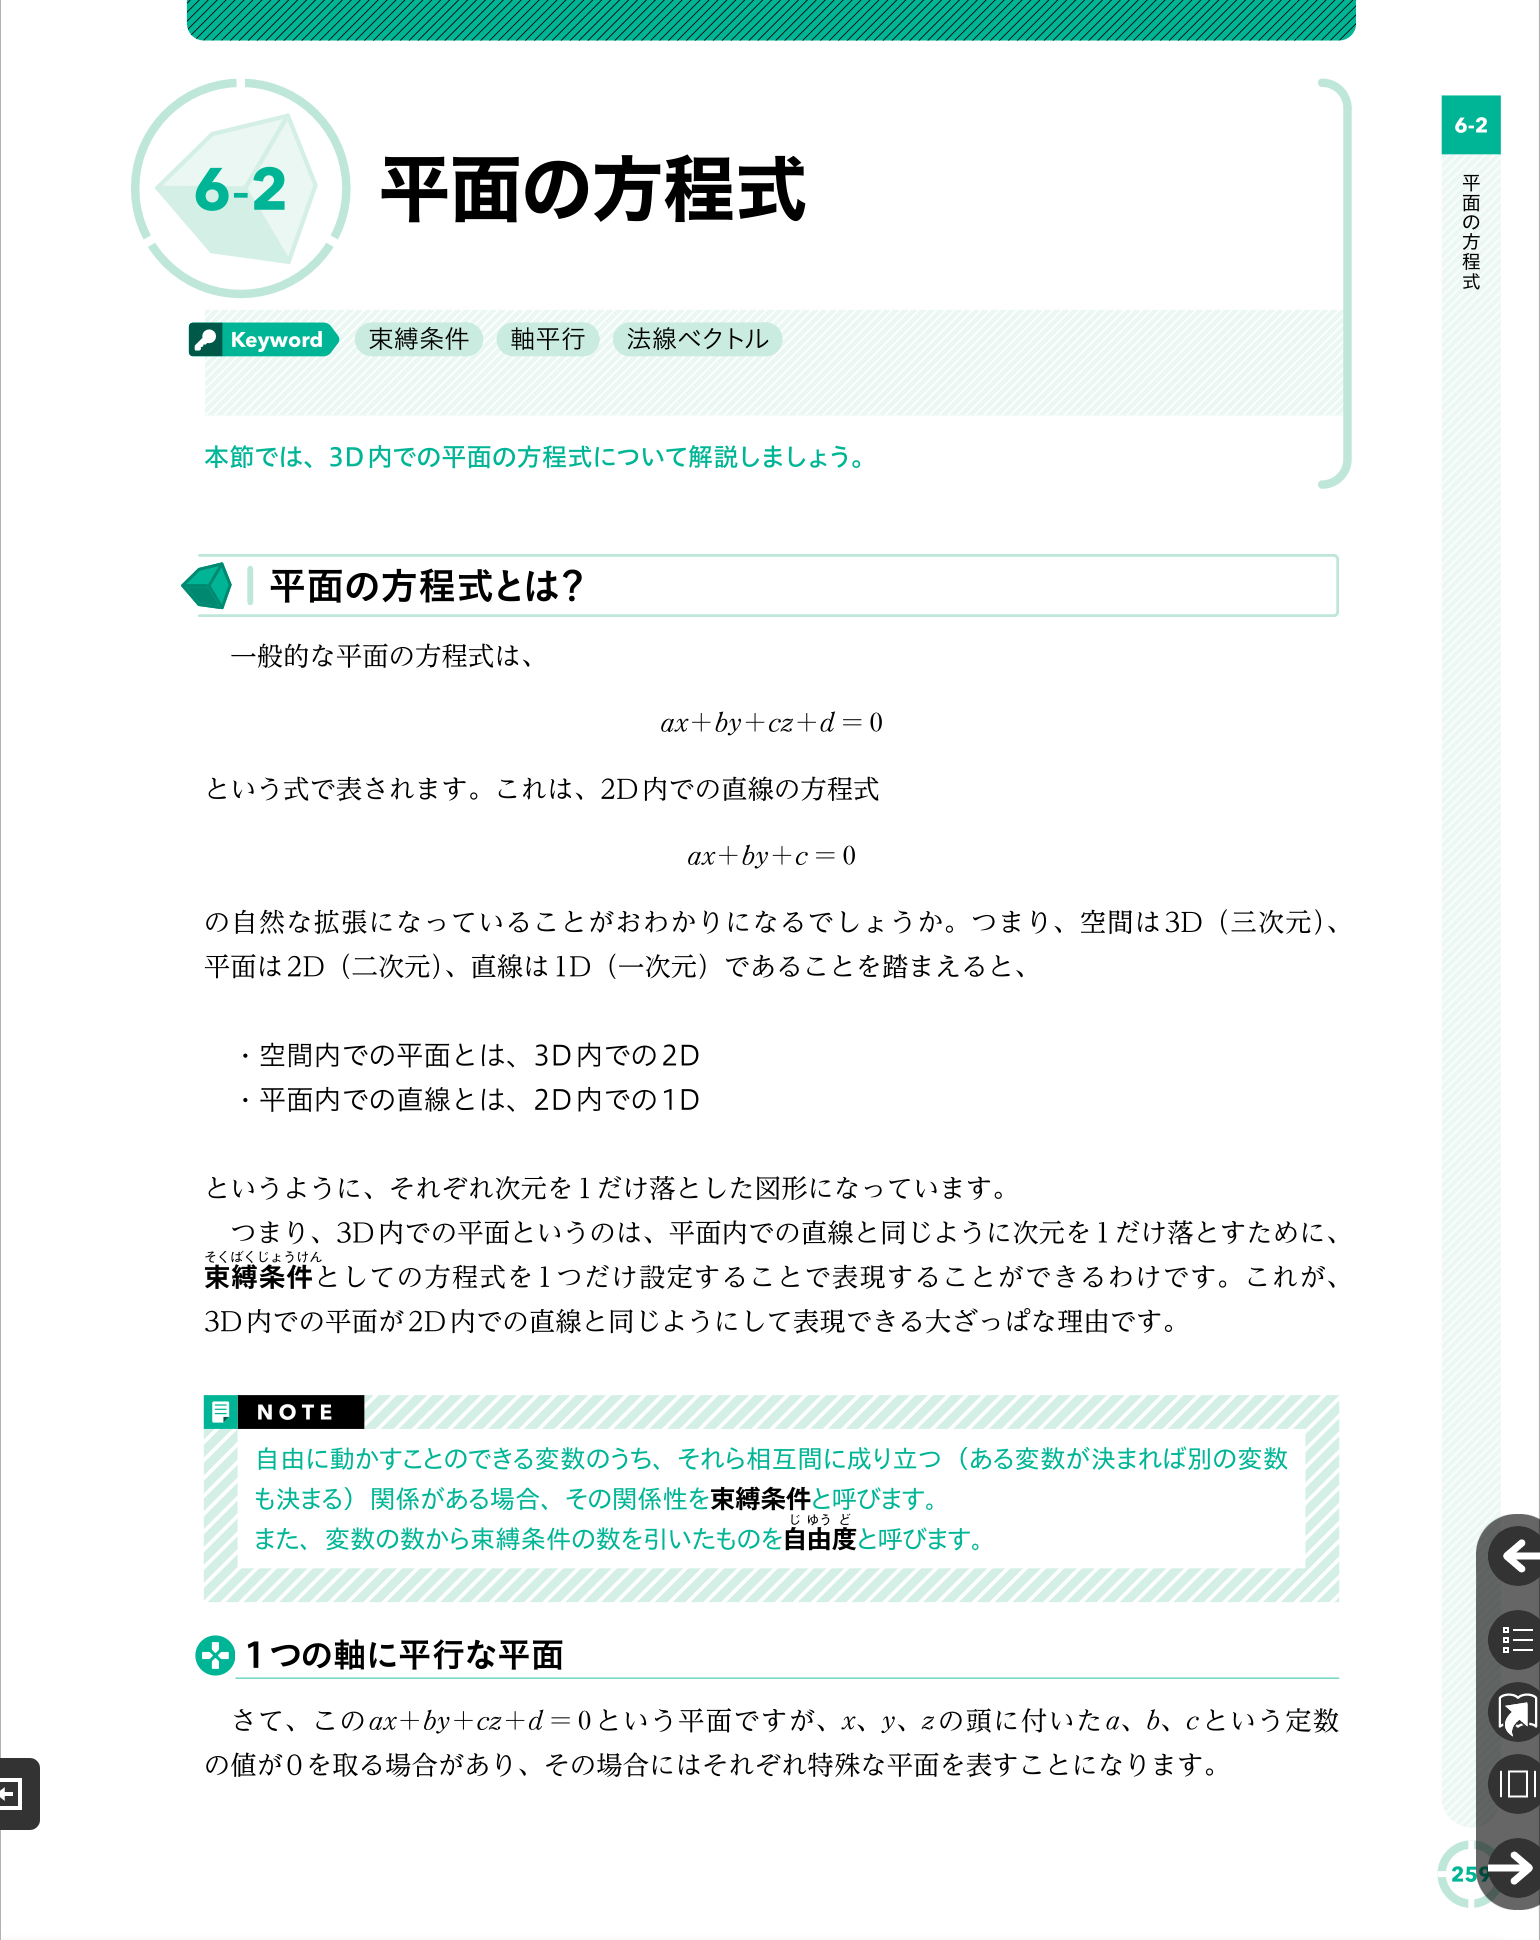 6-2
平面の方程式
6-2
平面の方程式
Keyword 束縛条件 軸平行 法線ベクトル
本節では、3D内での平面の方程式について解説しましょう。
平面の方程式とは？
一般的な平面の方程式は、
ax+by+cz+d = 0
という式で表されます。これは、2D内での直線の方程式
ax+by+c = 0
の自然な拡張になっていることがおわかりになるでしょうか。つまり、空間は3D（三次元）、
平面は2D（二次元）、直線は1D（一次元）であることを踏まえると、
・空間内での平面とは、3D内での2D
・平面内での直線とは、2D内での1D
というように、それぞれ次元を1だけ落とした図形になっています。
つまり、3D内での平面というのは、平面内での直線と同じように次元を1だけ落とすために、
そくばくじょうけん
束縛条件としての方程式を1つだけ設定することで表現することができるわけです。これが、
3D内での平面が2D内での直線と同じようにして表現できる大ざっぱな理由です。
NOTE
自由に動かすことのできる変数のうち、それら相互間に成り立つ（ある変数が決まれば別の変数
も決まる）関係がある場合、その関係性を束縛条件と呼びます。
じゆうど
また、変数の数から束縛条件の数を引いたものを自由度と呼びます。
1つの軸に平行な平面
さて、このax+by+cz+d = 0という平面ですが、x、y、zの頭に付いたa、b、cという定数
の値が0を取る場合があり、その場合にはそれぞれ特殊な平面を表すことになります。
259